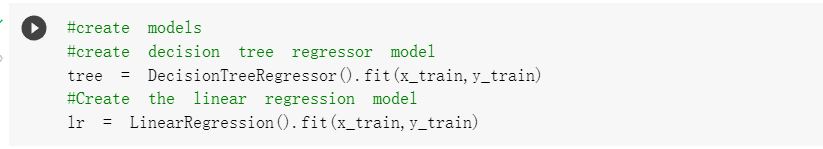 #create models
#create decision tree regressor model
tree = DecisionTreeRegressor().fit(x_train,y_train)
#Create the linear regression model
lr = LinearRegression().fit(x_train,y_train)